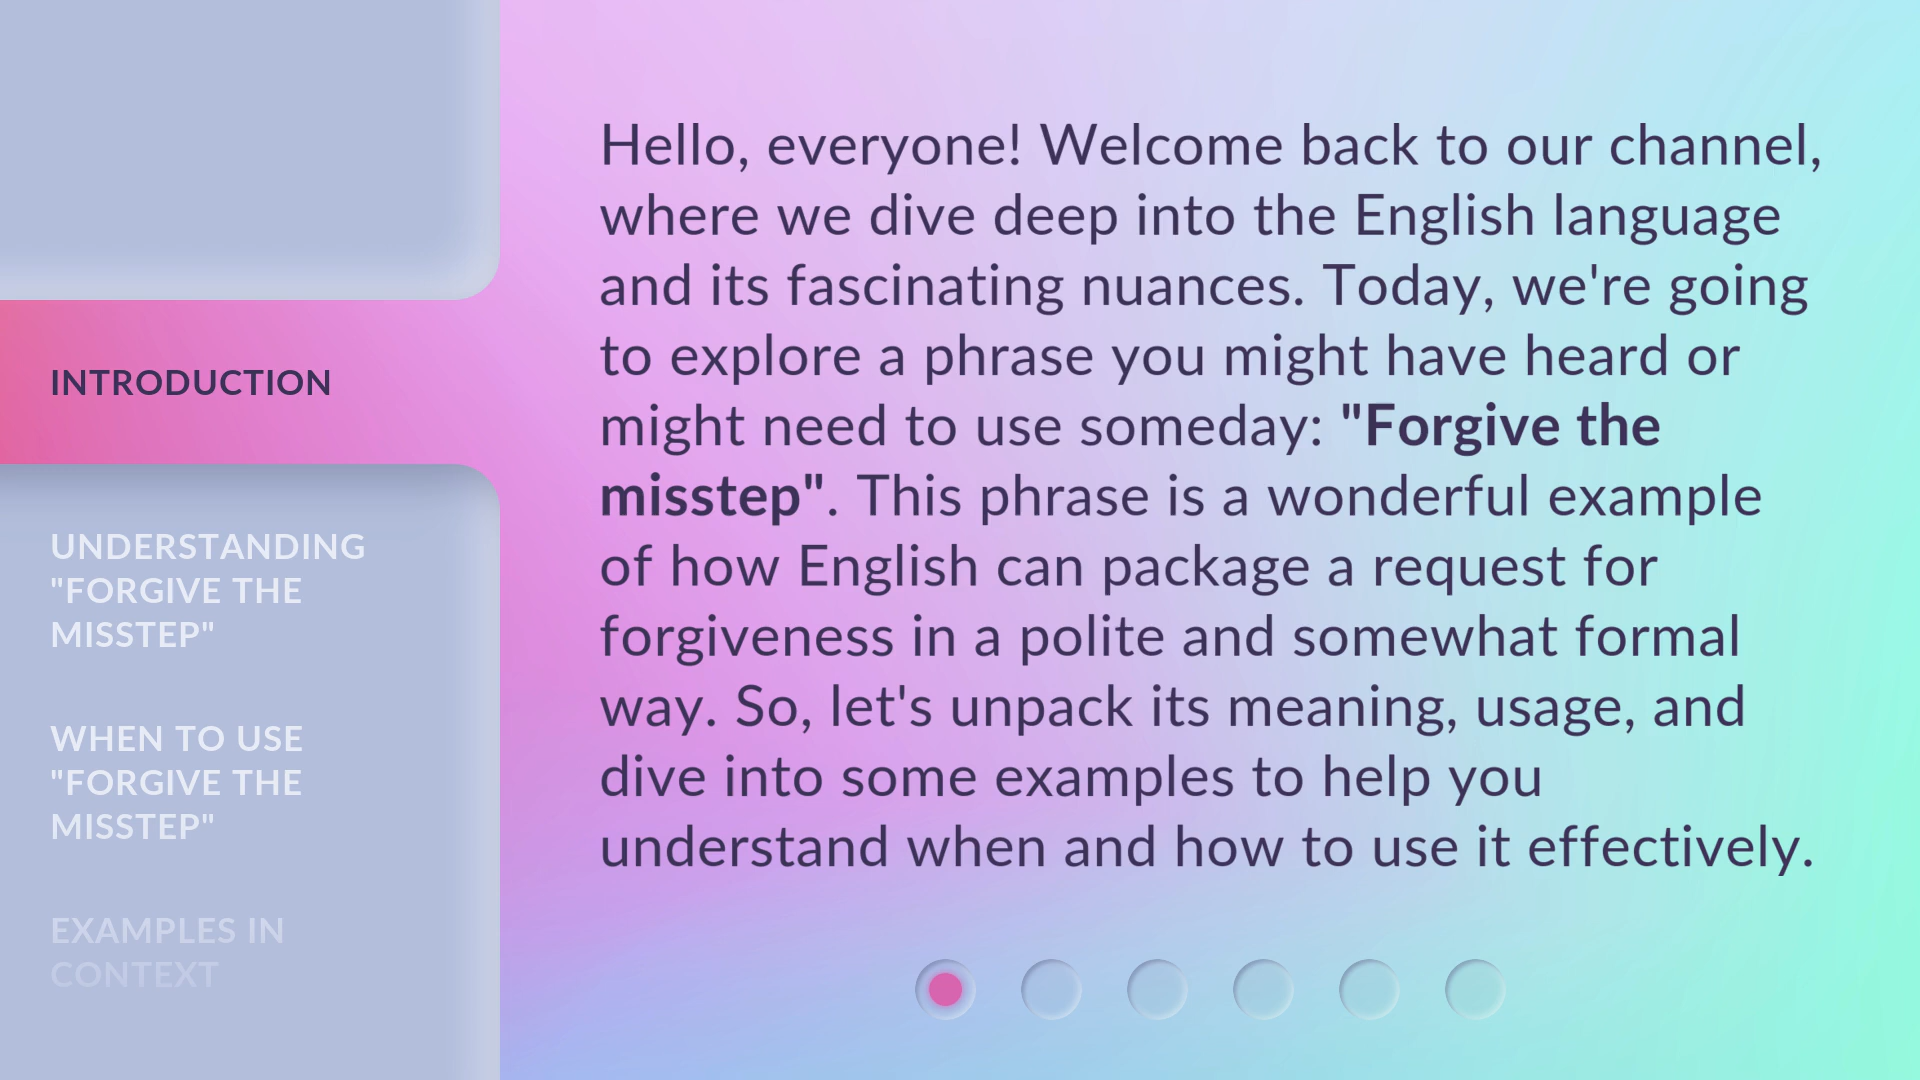 INTRODUCTION
UNDERSTANDING
"FORGIVE THE
MISSTEP"
WHEN TO USE
"FORGIVE THE
MISSTEP"
EXAMPLES IN
CONTEXT
Hello, everyone! Welcome back to our channel,
where we dive deep into the English language
and its fascinating nuances. Today, we're going
to explore a phrase you might have heard or
might need to use someday: "Forgive the
misstep". This phrase is a wonderful example
of how English can package a request for
forgiveness in a polite and somewhat formal
way. So, let's unpack its meaning, usage, and
dive into some examples to help you
understand when and how to use it effectively.